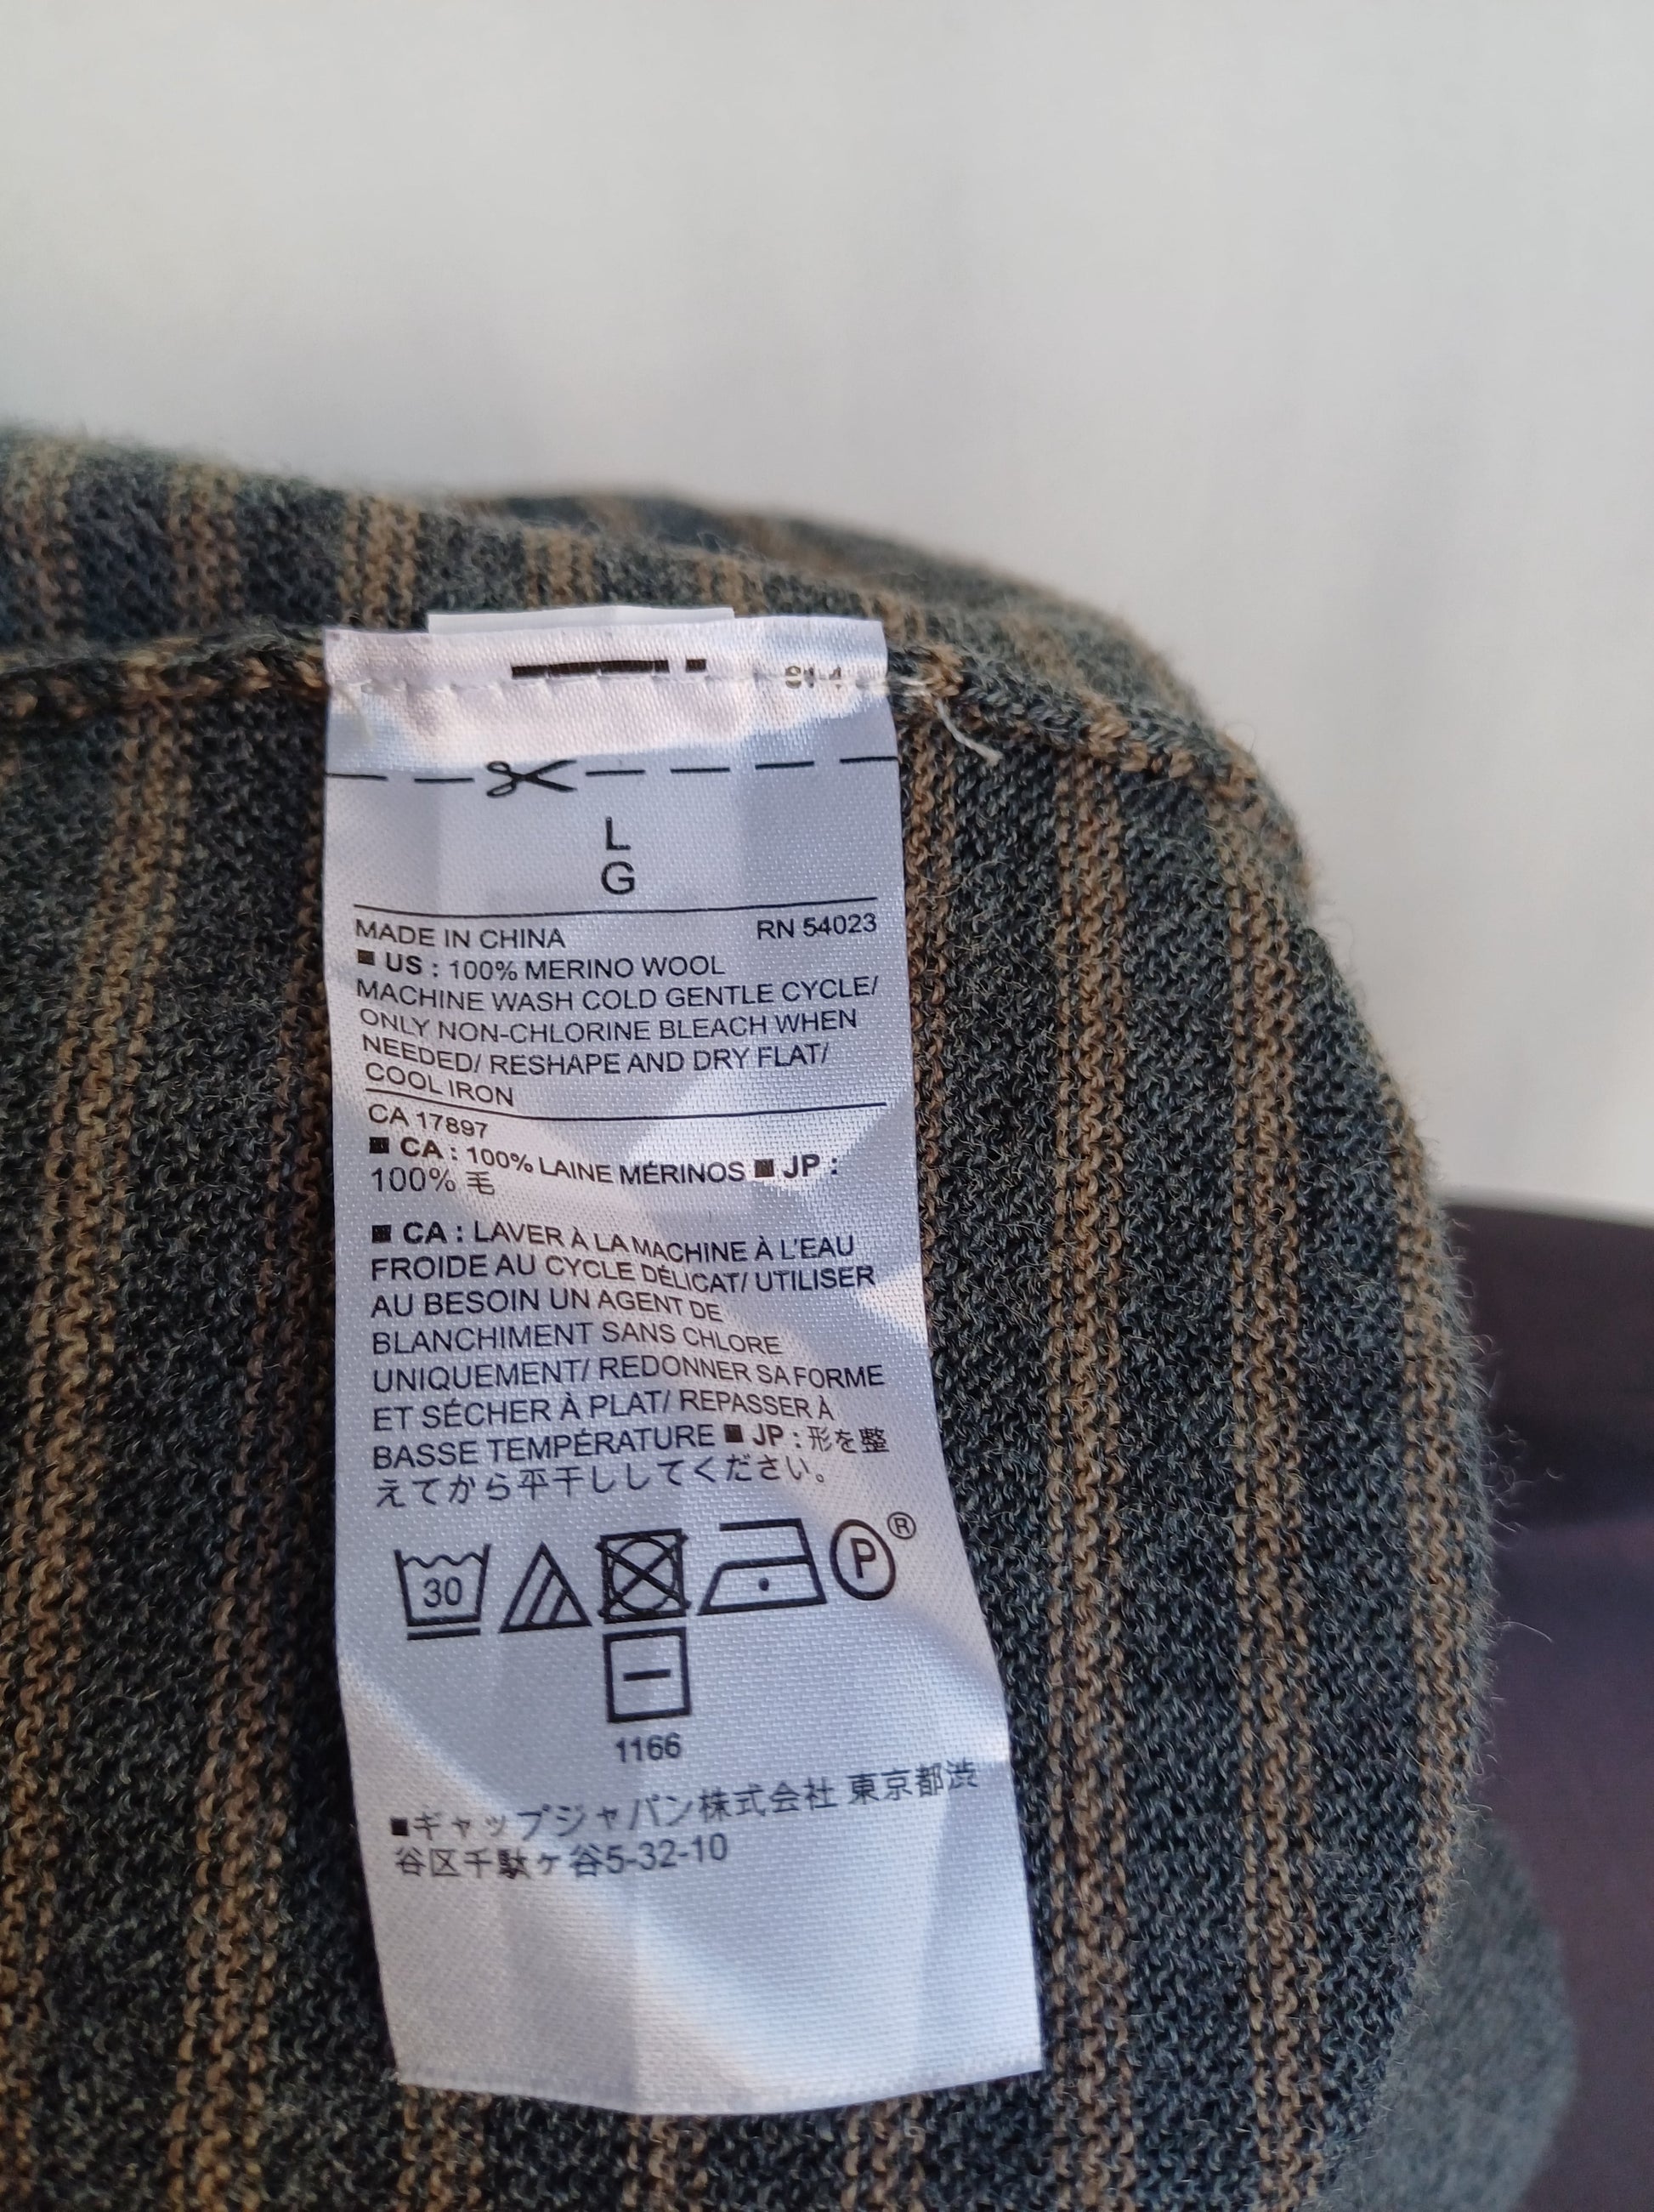 L
G
MADE IN CHINA RN 54023
■ US : 100% MERINO WOOL
MACHINE WASH COLD GENTLE CYCLE/
ONLY NON-CHLORINE BLEACH WHEN
NEEDED/ RESHAPE AND DRY FLAT/
COOL IRON
CA 17897
■ CA : 100% LAINE MÉRINOS ■ JP :
100% 毛
■ CA : LAVER À LA MACHINE À L'EAU
FROIDE AU CYCLE DÉLICAT/ UTILISER
AU BESOIN UN AGENT DE
BLANCHIMENT SANS CHLORE
UNIQUEMENT/ REDONNER SA FORME
ET SÉCHER À PLAT/ REPASSER À
BASSE TEMPÉRATURE ■ JP : 形を整
えてから平干ししてください。
30 P ®
1166
■ギャップジャパン株式会社 東京都渋
谷区千駄ヶ谷5-32-10